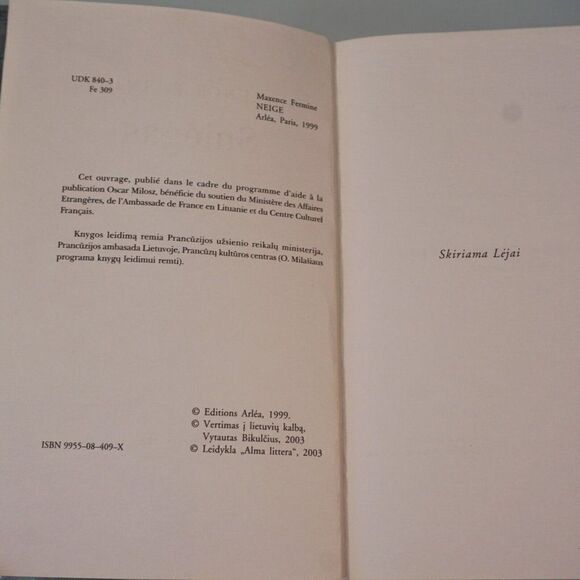 UDK 840–3
Fe 309
Maxence Fermine
NEIGE
Arléa, Paris, 1999
Cet ouvrage, publié dans le cadre du programme d'aide à la
publication Oscar Milosz, bénéficie du soutien du Ministère des Affaires
Etrangères, de l'Ambassade de France en Lituanie et du Centre Culturel
Français.
Knygos leidimą remia Prancūzijos užsienio reikalų ministerija,
Prancūzijos ambasada Lietuvoje, Prancūzų kultūros centras (O. Milašiaus
programa knygų leidimui remti).
© Editions Arléa, 1999.
© Vertimas į lietuvių kalbą,
Vytautas Bikulčius, 2003
© Leidykla „Alma littera", 2003
ISBN 9955–08–409–X
Skiriama Lėjai